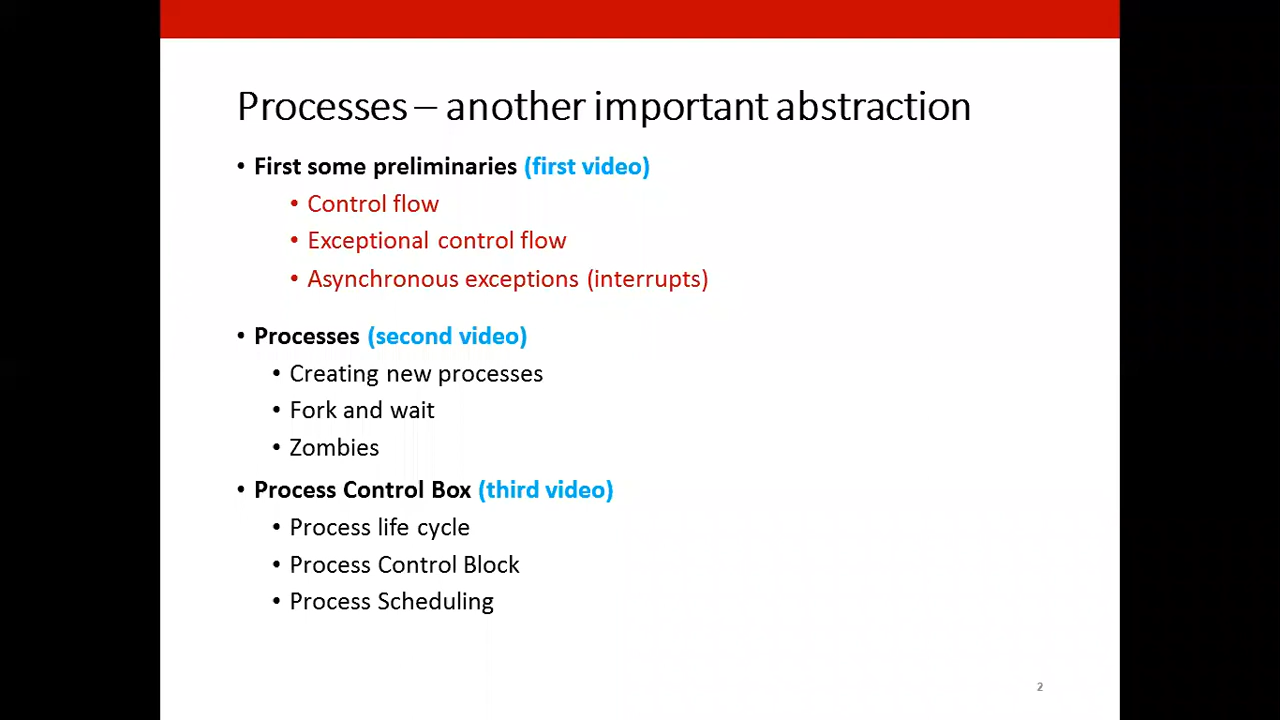 Processes – another important abstraction
• First some preliminaries (first video)
• Control flow
• Exceptional control flow
• Asynchronous exceptions (interrupts)
• Processes (second video)
• Creating new processes
• Fork and wait
• Zombies
• Process Control Box (third video)
• Process life cycle
• Process Control Block
• Process Scheduling
2